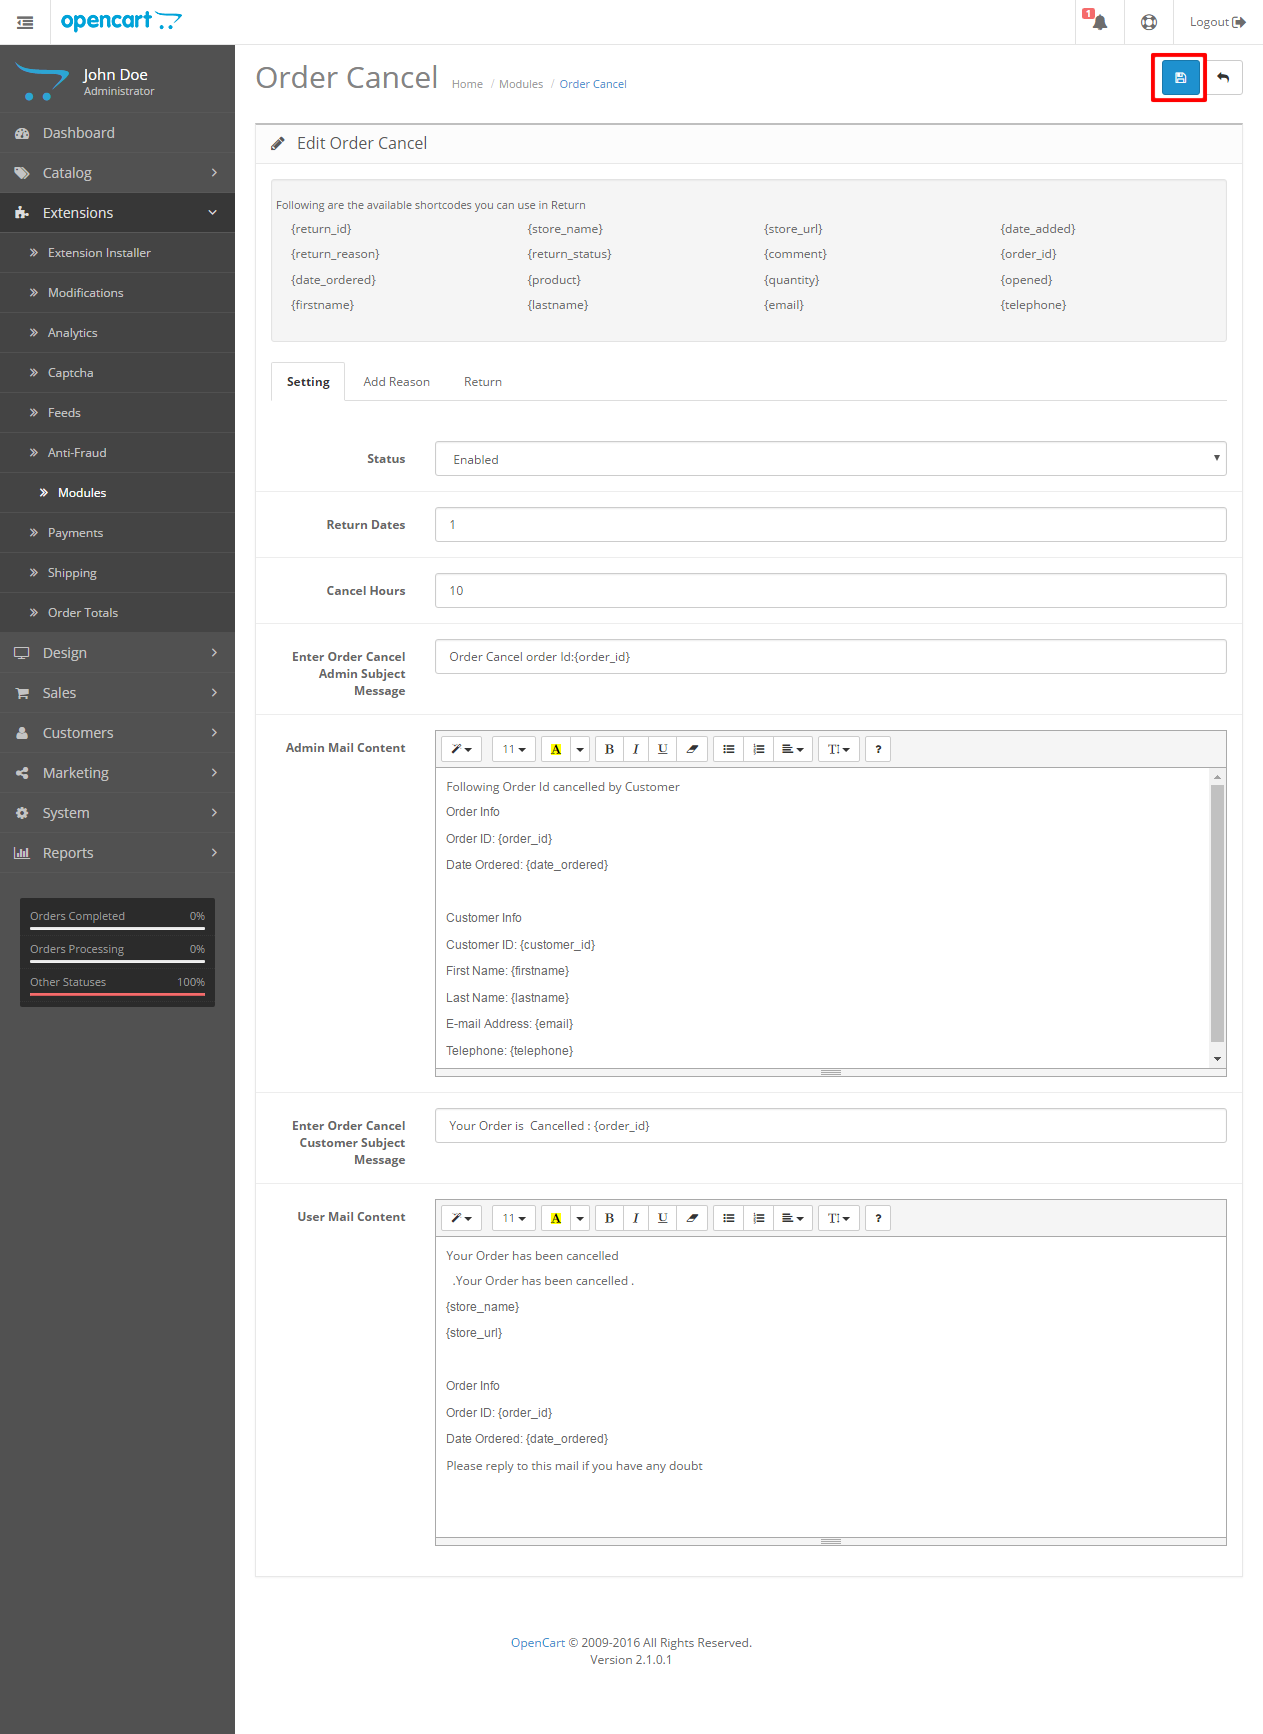 opencart
1
Logout
John Doe
Administrator
Dashboard
Catalog
Extensions
Extension Installer
Modifications
Analytics
Captcha
Feeds
Anti-Fraud
Modules
Payments
Shipping
Order Totals
Design
Sales
Customers
Marketing
System
Reports
Orders Completed 0%
Orders Processing 0%
Other Statuses 100%
Order Cancel Home / Modules / Order Cancel
Edit Order Cancel
Following are the available shortcodes you can use in Return
{return_id} {store_name} {store_url} {date_added}
{return_reason} {return_status} {comment} {order_id}
{date_ordered} {product} {quantity} {opened}
{firstname} {lastname} {email} {telephone}
Setting Add Reason Return
Status Enabled
Return Dates 1
Cancel Hours 10
Enter Order Cancel
Admin Subject
Message
Order Cancel order Id:{order_id}
Admin Mail Content
11 A B I U TI ?
Following Order Id cancelled by Customer
Order Info
Order ID: {order_id}
Date Ordered: {date_ordered}
Customer Info
Customer ID: {customer_id}
First Name: {firstname}
Last Name: {lastname}
E-mail Address: {email}
Telephone: {telephone}
Enter Order Cancel
Customer Subject
Message
Your Order is  Cancelled : {order_id}
User Mail Content
11 A B I U TI ?
Your Order has been cancelled
.Your Order has been cancelled .
{store_name}
{store_url}
Order Info
Order ID: {order_id}
Date Ordered: {date_ordered}
Please reply to this mail if you have any doubt
OpenCart © 2009-2016 All Rights Reserved.
Version 2.1.0.1